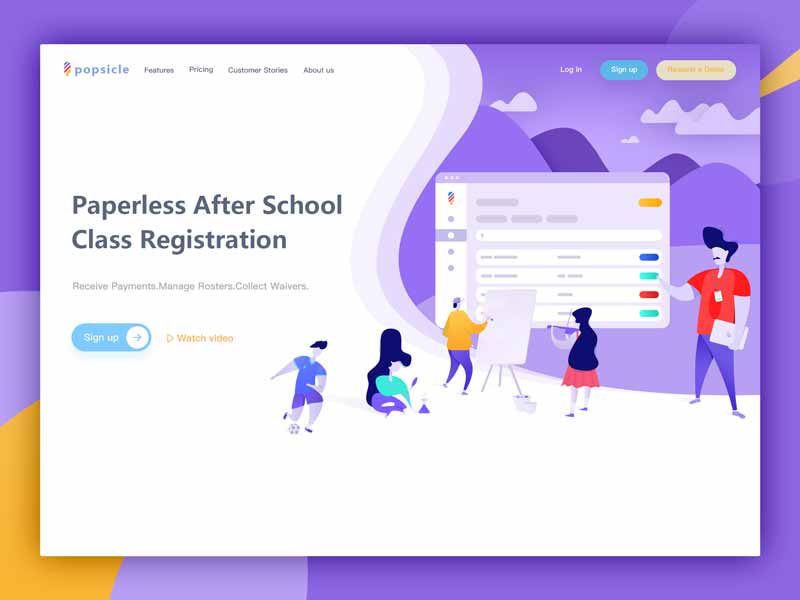 popsicle Features Pricing Customer Stories About us Log in Sign up Request a Demo
Paperless After School
Class Registration
Receive Payments.Manage Rosters.Collect Waivers.
Sign up
Watch video